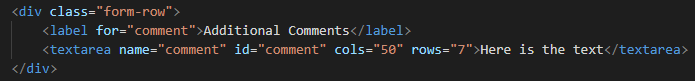 <div class="form-row">
    <label for="comment">Additional Comments</label>
    <textarea name="comment" id="comment" cols="50" rows="7">Here is the text</textarea>
</div>